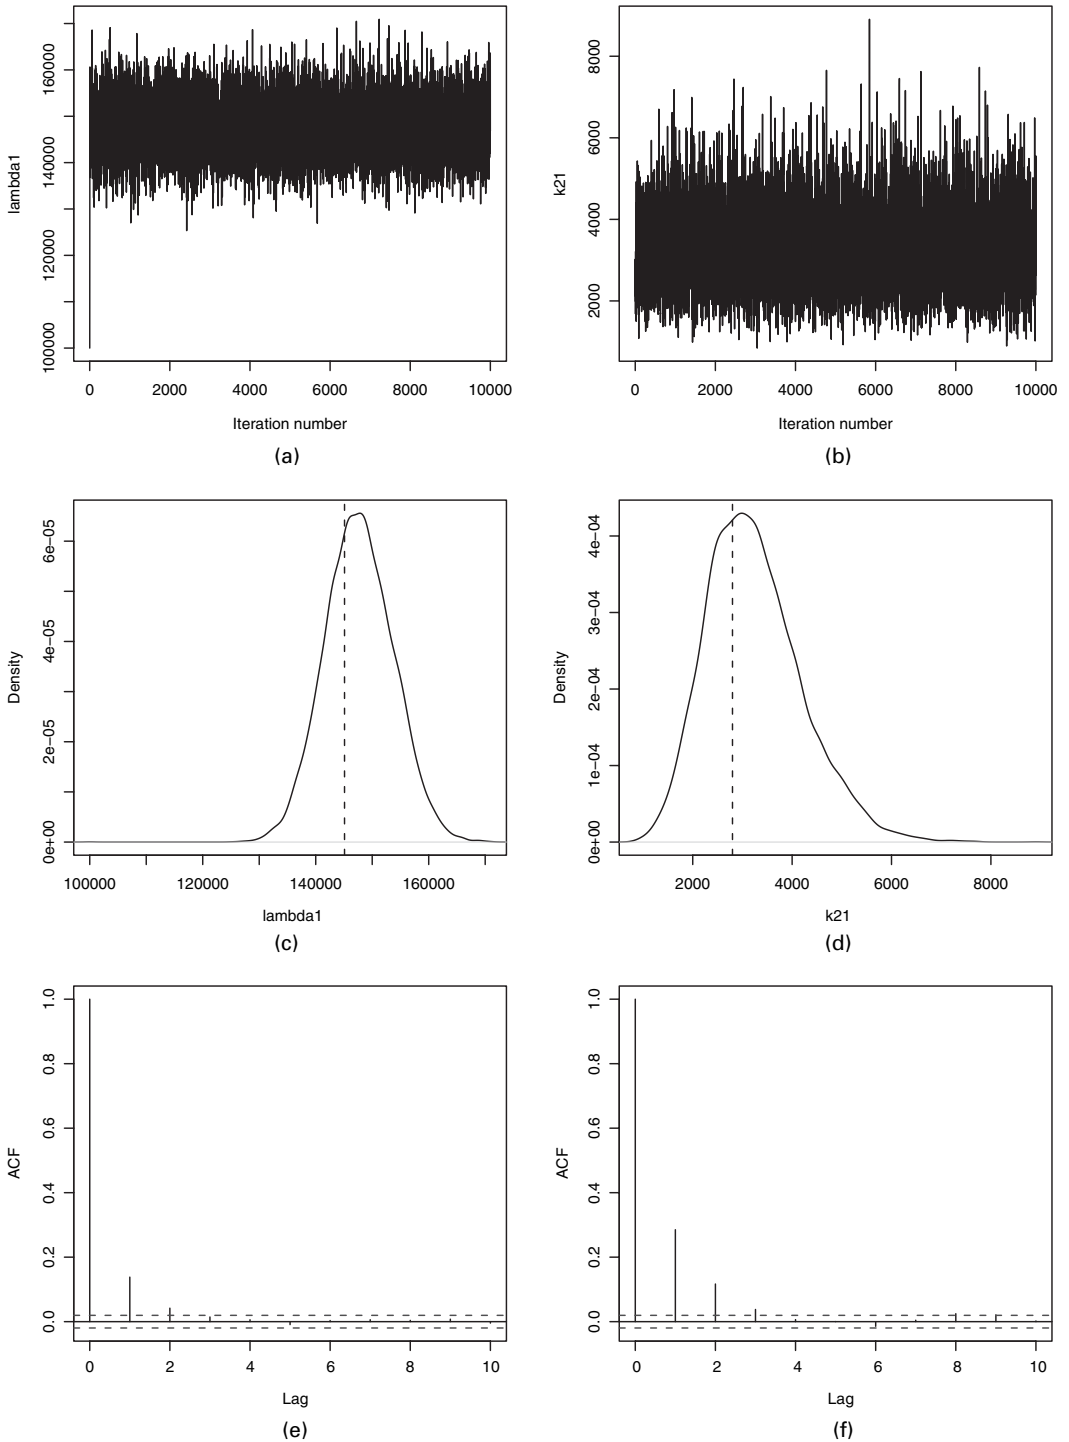 lambda1
100000 120000 140000 160000
0 2000 4000 6000 8000 10000
Iteration number
(a)
k21
2000 4000 6000 8000
0 2000 4000 6000 8000 10000
Iteration number
(b)
Density
0e+00 2e−05 4e−05 6e−05
100000 120000 140000 160000
lambda1
(c)
Density
0e+00 1e−04 2e−04 3e−04 4e−04
2000 4000 6000 8000
k21
(d)
ACF
0.0 0.2 0.4 0.6 0.8 1.0
0 2 4 6 8 10
Lag
(e)
ACF
0.0 0.2 0.4 0.6 0.8 1.0
0 2 4 6 8 10
Lag
(f)